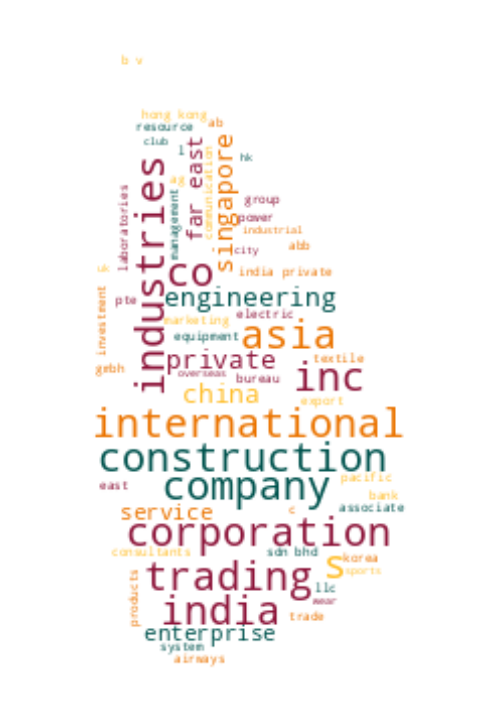 b v
hong kong
ab
resource
club
l
far east
communication
singapore
hk
industries
a
ag
laboratories
management
group
power
industrial
city
abb
uk
co
india private
investment
pte
engineering
electric
marketing
equipment
asia
private
textile
gmbh
overseas
bureau
inc
china
export
international
construction
company
east
pacific
bank
service
c
associate
corporation
consultants
sdn bhd
korea
s
sports
trading
products
llc
wear
india
trade
enterprise
system
airways